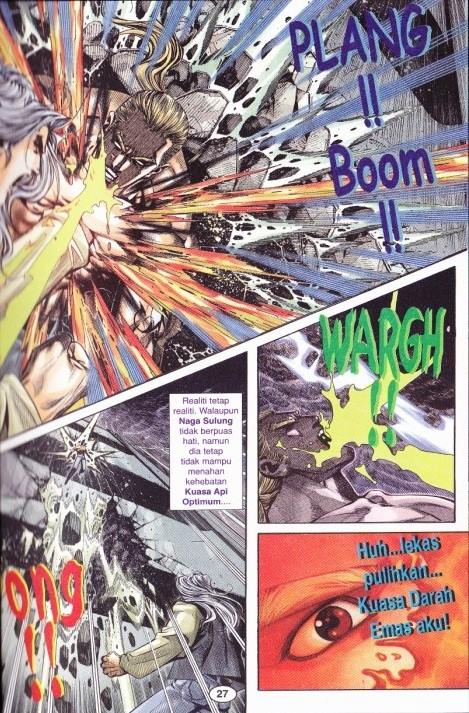 PLANG
!!
Boom
!!
WARGH
!!
Realiti tetap
realiti. Walaupun
Naga Sulung
tidak berpuas
hati, namun
dia tetap
tidak mampu
menahan
kehebatan
Kuasa Api
Optimum....
ong
!!
Huh...lekas
pulihkan...
Kuasa Darah
Emas aku!
27